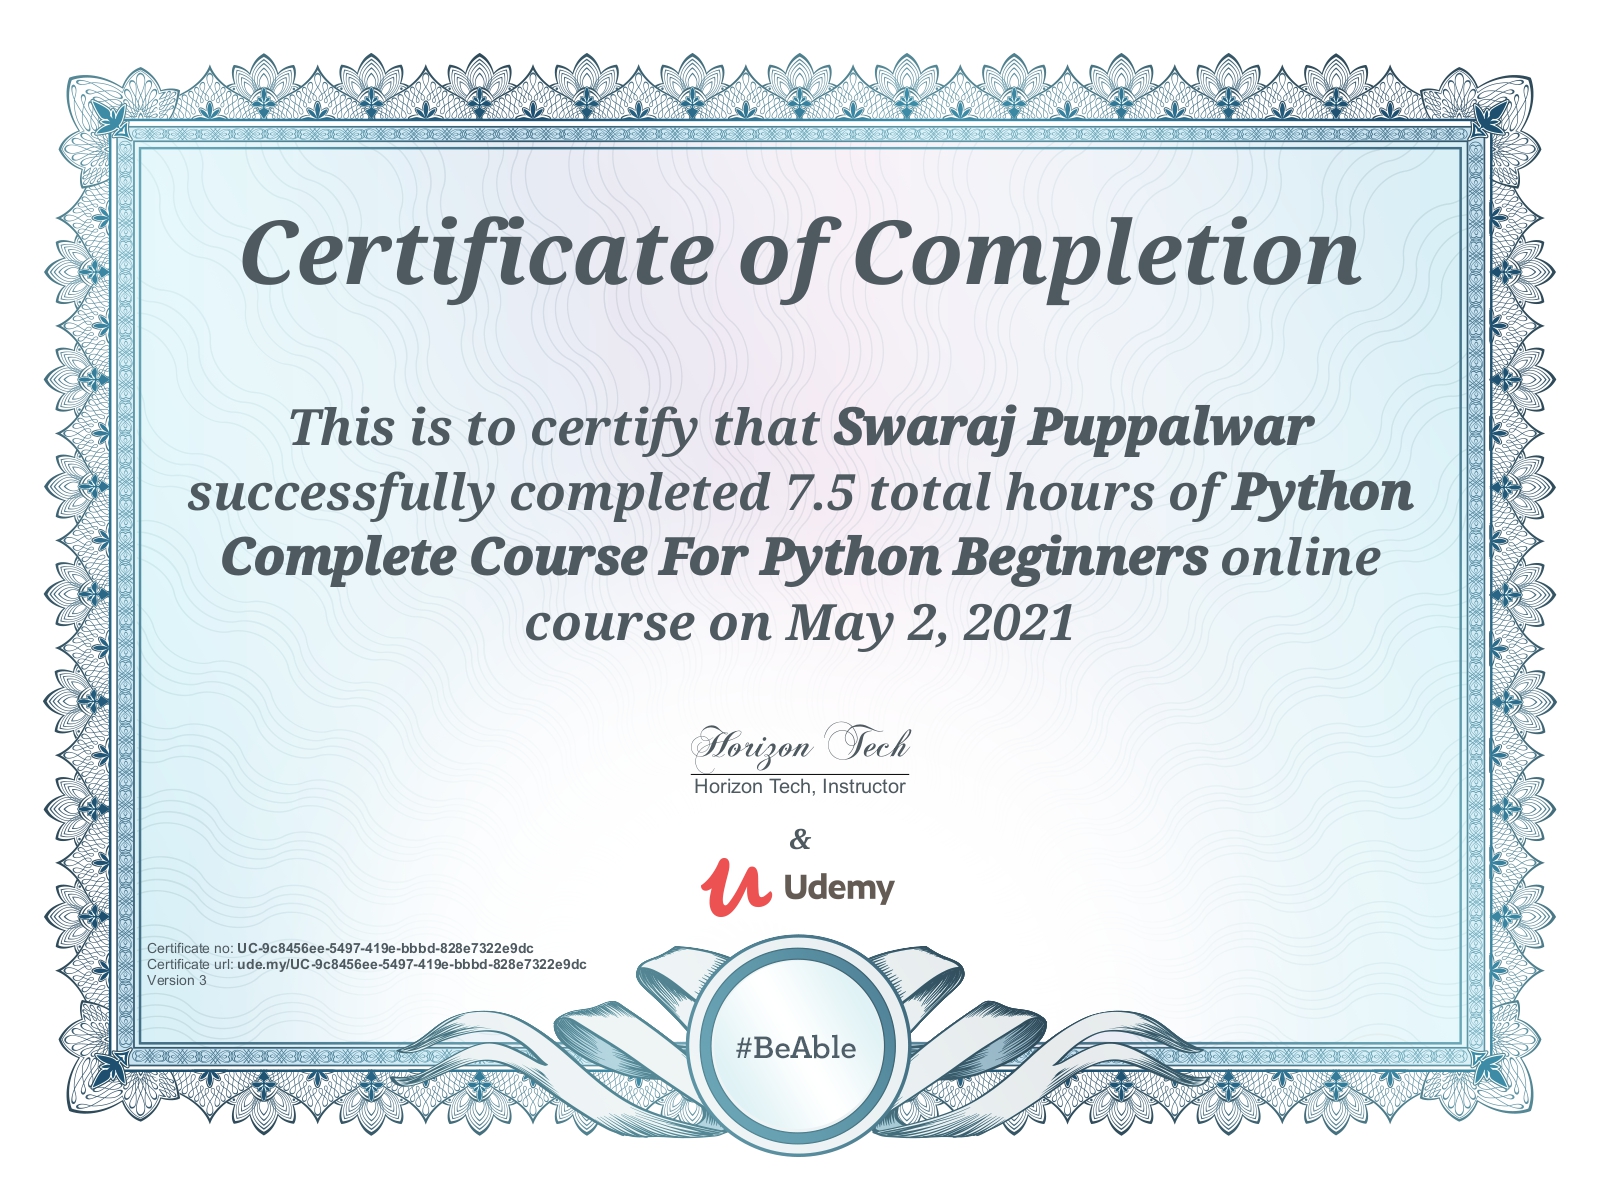 Certificate of Completion
This is to certify that Swaraj Puppalwar
successfully completed 7.5 total hours of Python
Complete Course For Python Beginners online
course on May 2, 2021
Horizon Tech
Horizon Tech, Instructor
&
Udemy
Certificate no: UC-9c8456ee-5497-419e-bbbd-828e7322e9dc
Certificate url: ude.my/UC-9c8456ee-5497-419e-bbbd-828e7322e9dc
Version 3
#BeAble